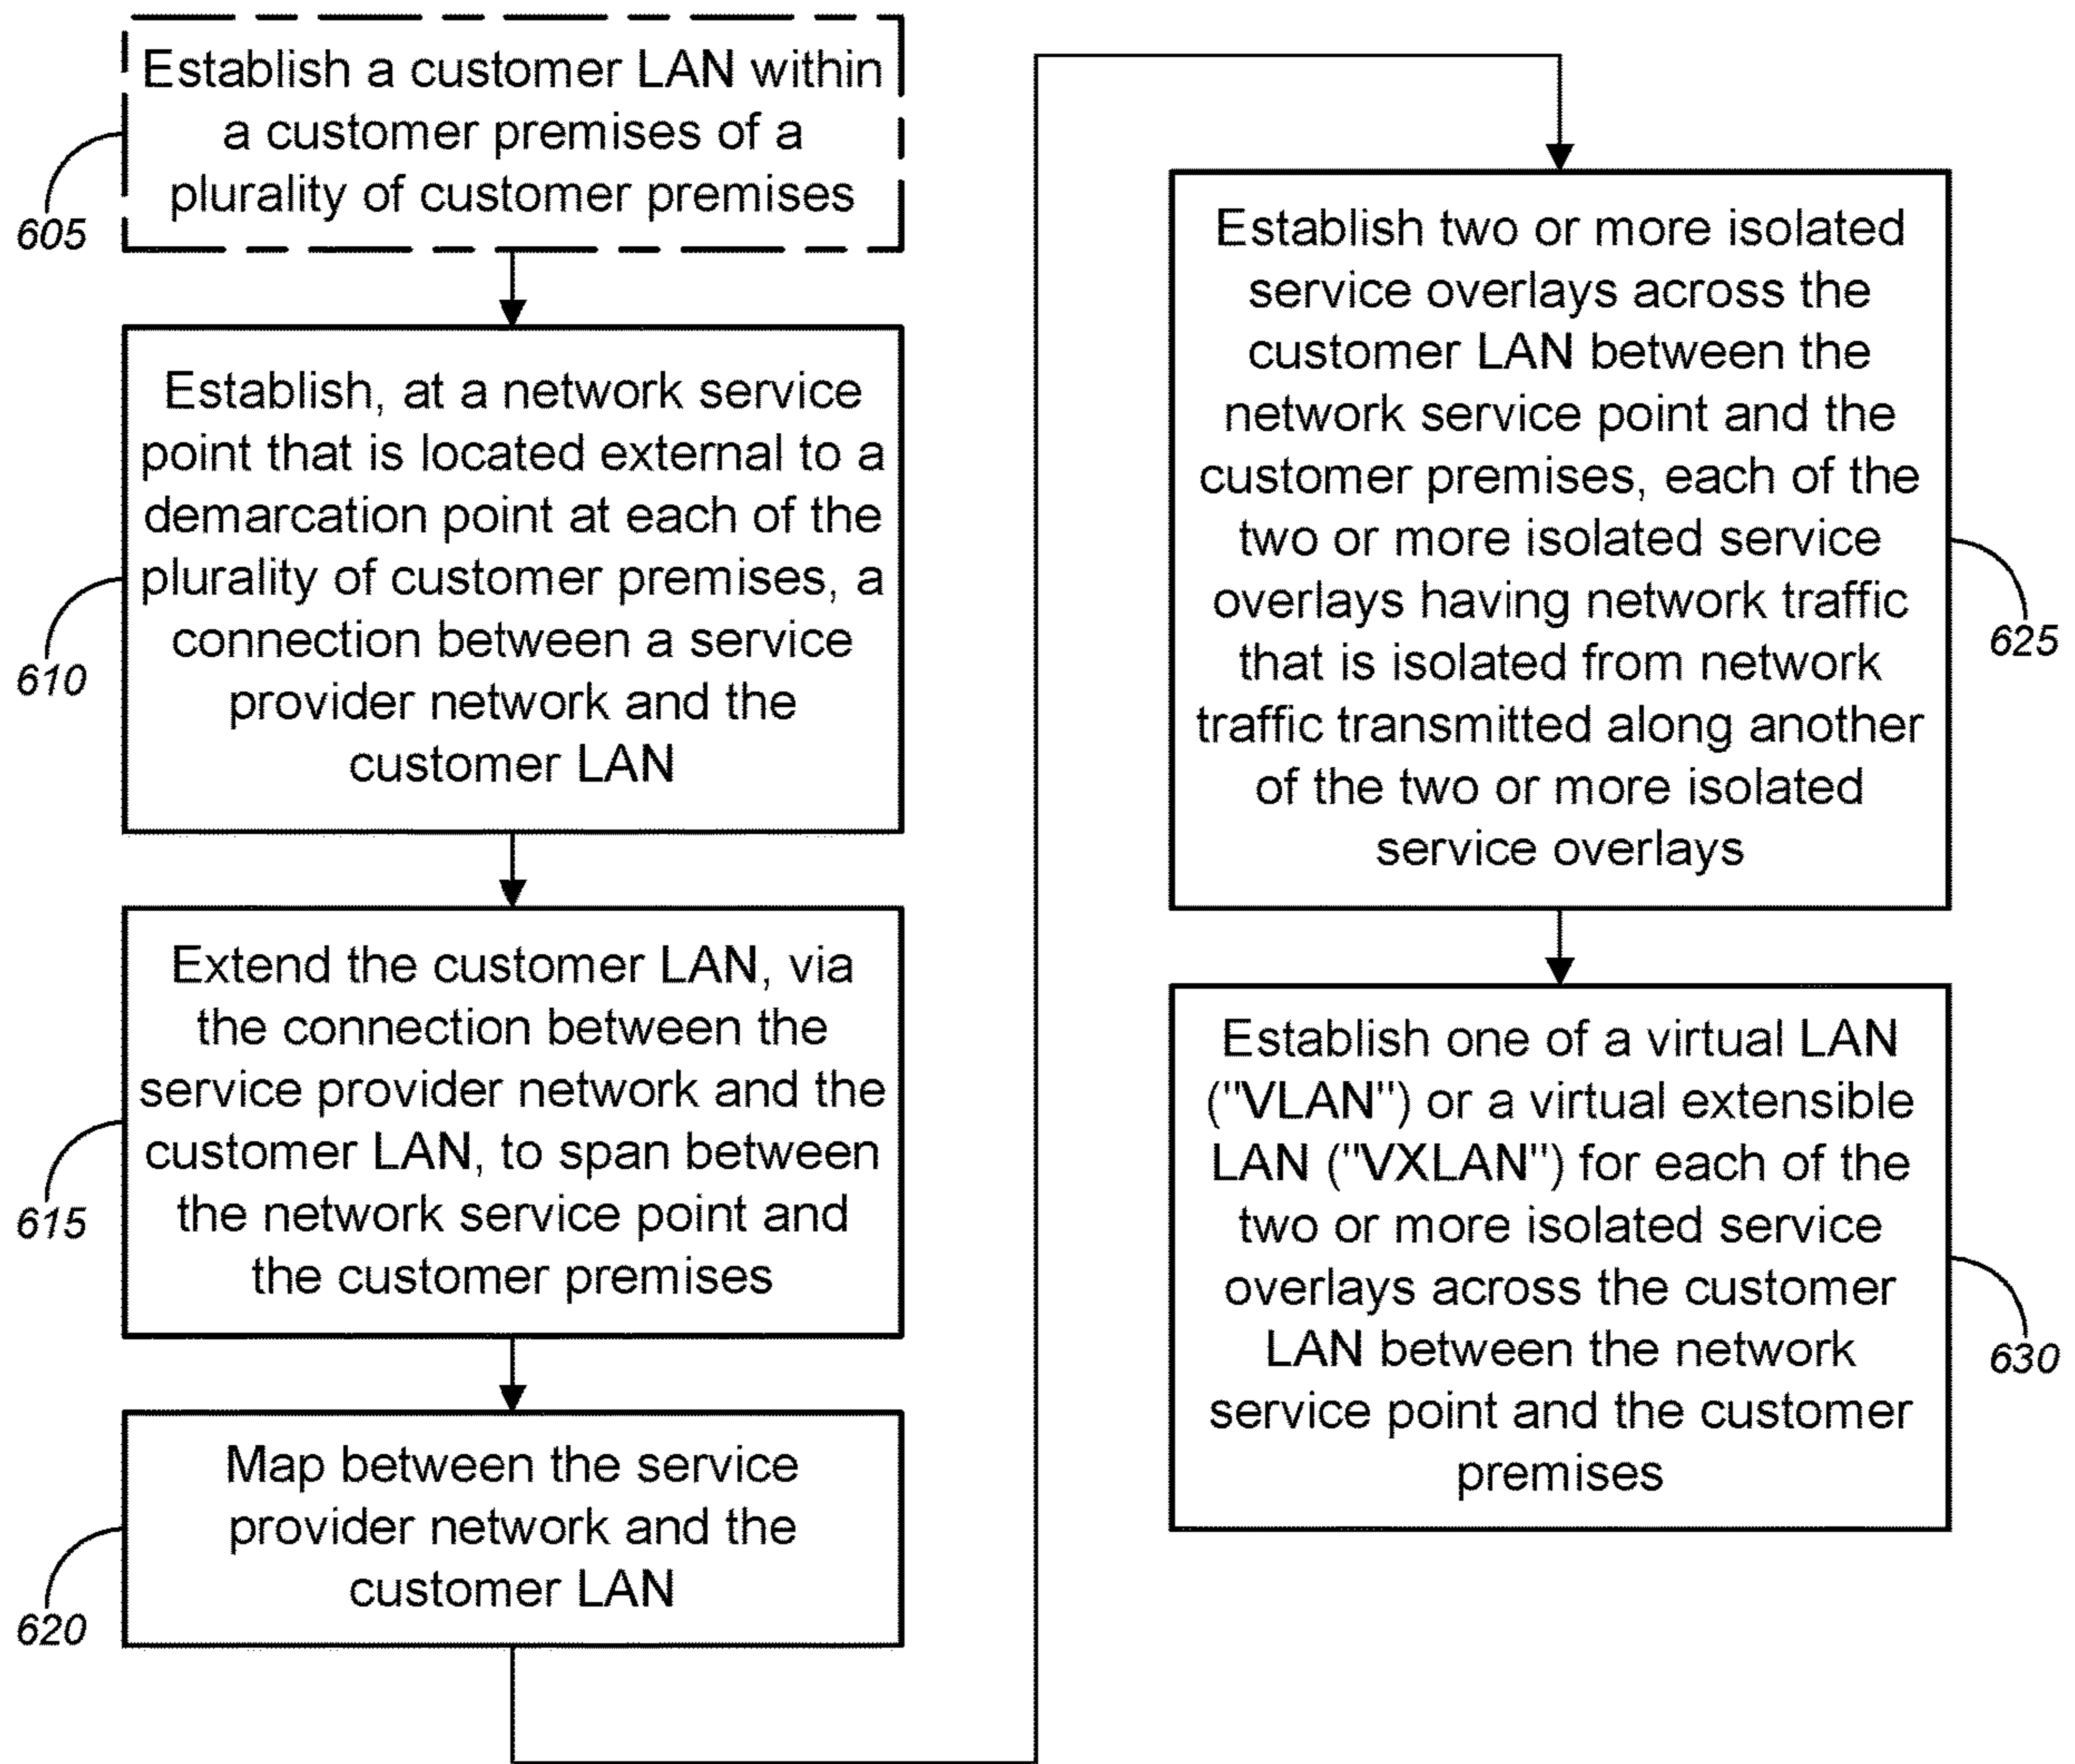 Establish a customer LAN within
a customer premises of a
plurality of customer premises
605
Establish, at a network service
point that is located external to a
demarcation point at each of the
plurality of customer premises, a
connection between a service
provider network and the
customer LAN
610
Extend the customer LAN, via
the connection between the
service provider network and the
customer LAN, to span between
the network service point and
the customer premises
615
Map between the service
provider network and the
customer LAN
620
Establish two or more isolated
service overlays across the
customer LAN between the
network service point and the
customer premises, each of the
two or more isolated service
overlays having network traffic
that is isolated from network
traffic transmitted along another
of the two or more isolated
service overlays
625
Establish one of a virtual LAN
("VLAN") or a virtual extensible
LAN ("VXLAN") for each of the
two or more isolated service
overlays across the customer
LAN between the network
service point and the customer
premises
630